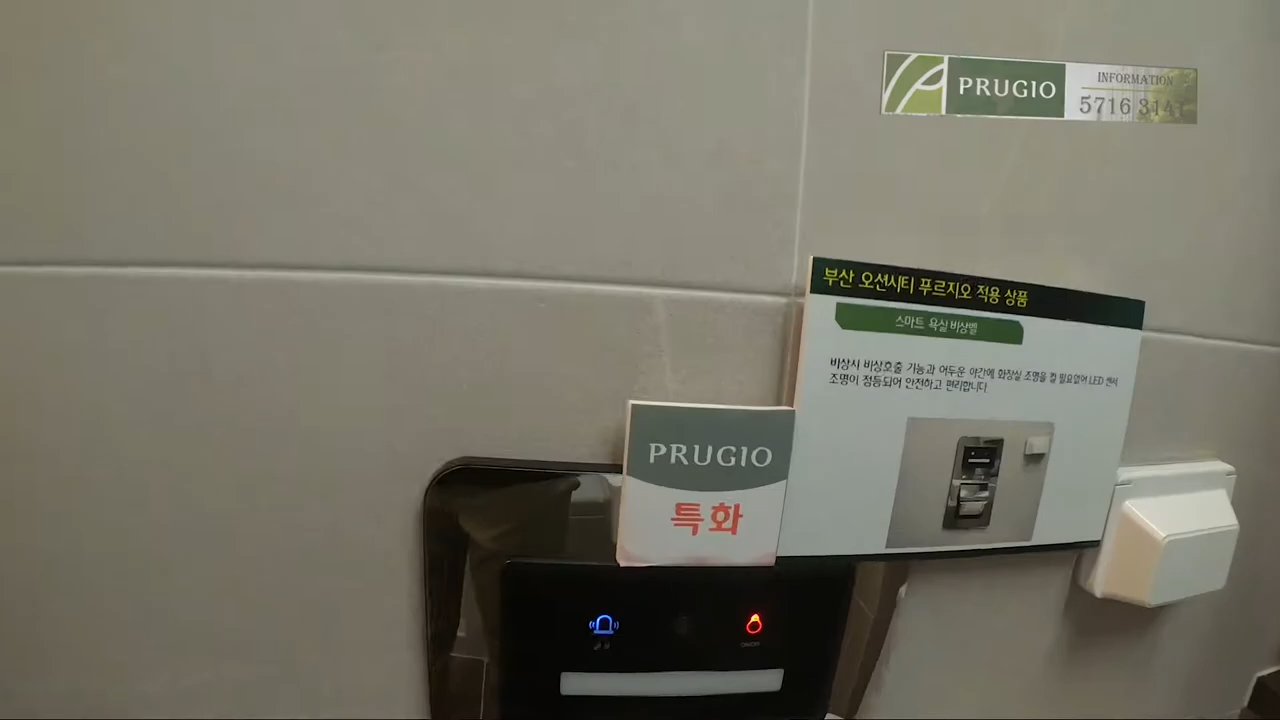 PRUGIO
INFORMATION
5716 3141
부산 오션시티 푸르지오 적용 상품
스마트 욕실 비상벨
비상시 비상호출 기능과 어두운 야간에 화장실 조명을 켤 필요없어 LED 센서
조명이 점등되어 안전하고 편리합니다.
PRUGIO
특화
ON/OFF